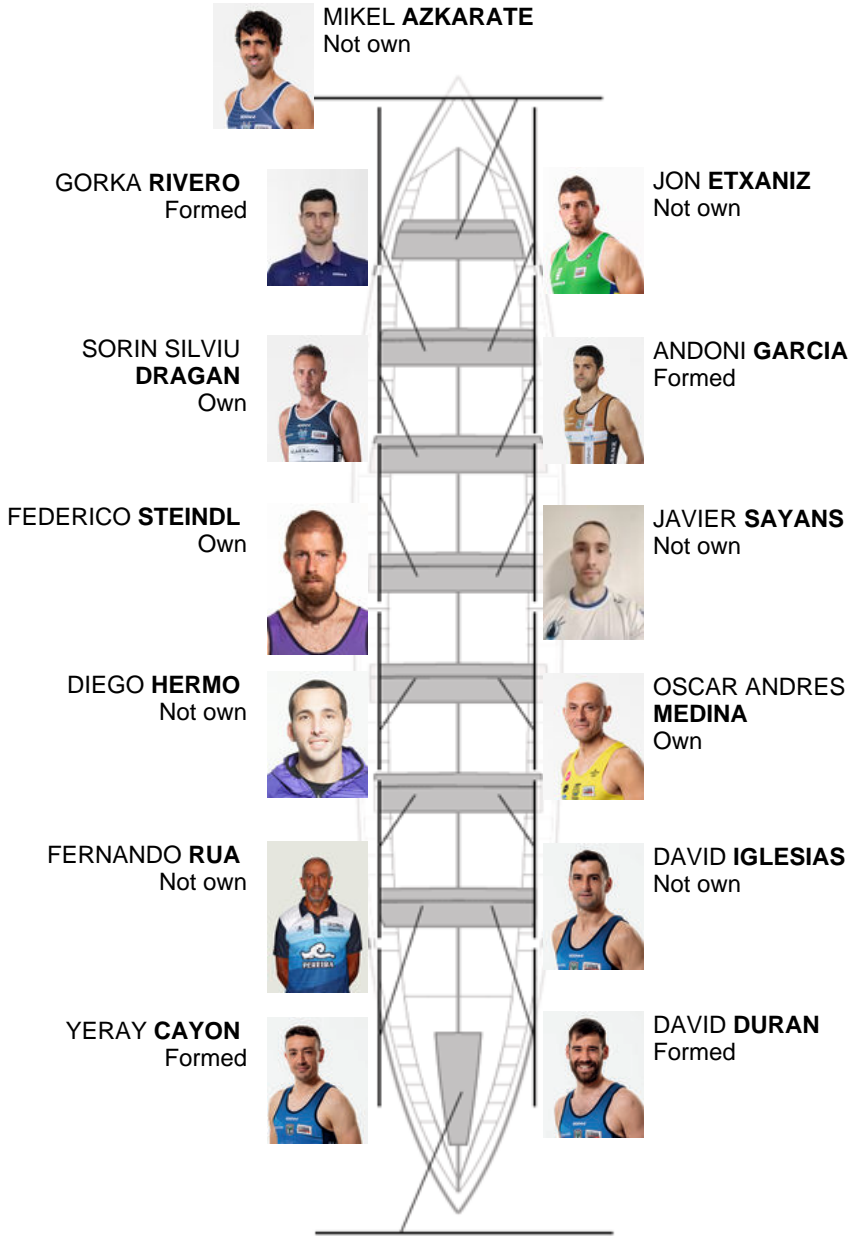 MIKEL AZKARATE
Not own
GORKA RIVERO
Formed
JON ETXANIZ
Not own
SORIN SILVIU
DRAGAN
Own
ANDONI GARCIA
Formed
FEDERICO STEINDL
Own
JAVIER SAYANS
Not own
DIEGO HERMO
Not own
OSCAR ANDRES
MEDINA
Own
FERNANDO RUA
Not own
PEREIRA
DAVID IGLESIAS
Not own
YERAY CAYON
Formed
DAVID DURAN
Formed